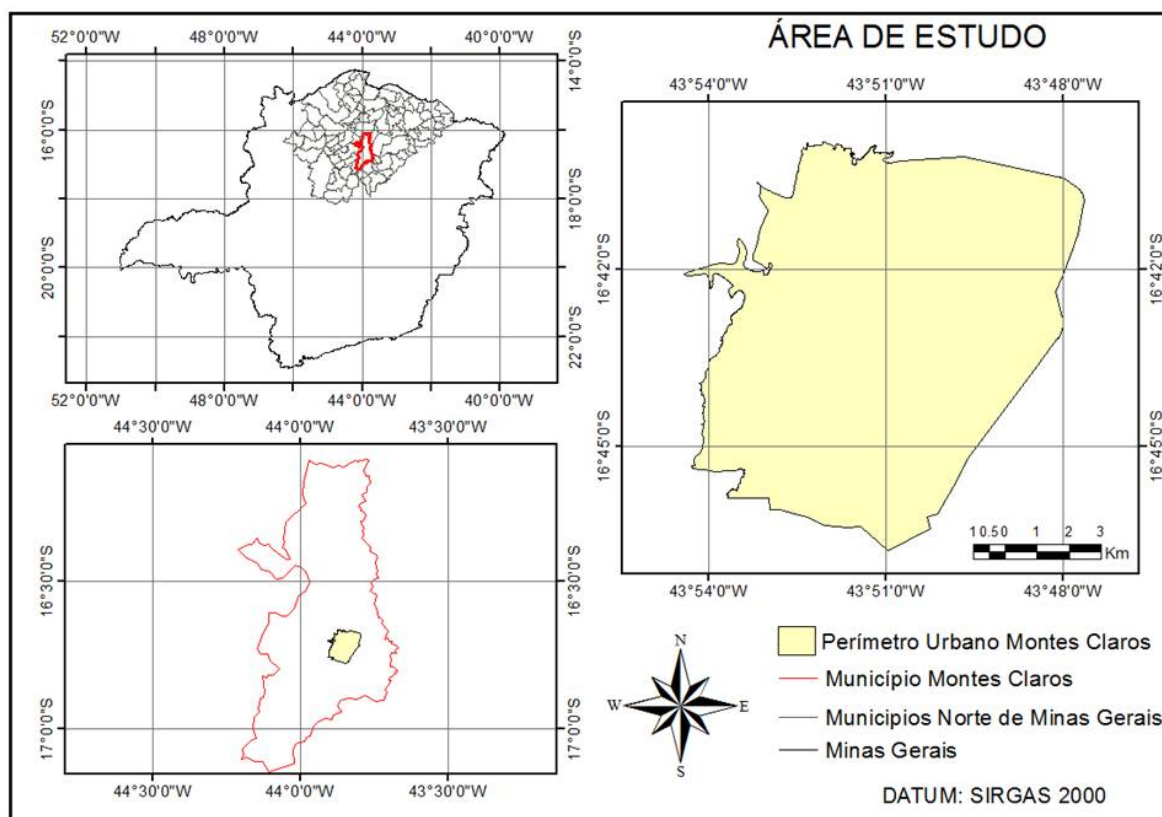 ÁREA DE ESTUDO
52°0'0"W 48°0'0"W 44°0'0"W 40°0'0"W
14°0'0"S
16°0'0"S
18°0'0"S
20°0'0"S
22°0'0"S
52°0'0"W 48°0'0"W 44°0'0"W 40°0'0"W
44°30'0"W 44°0'0"W 43°30'0"W
16°30'0"S 16°30'0"S
17°0'0"S 17°0'0"S
44°30'0"W 44°0'0"W 43°30'0"W
43°54'0"W 43°51'0"W 43°48'0"W
16°42'0"S 16°42'0"S
16°45'0"S 16°45'0"S
1 0.5 0 1 2 3
Km
43°54'0"W 43°51'0"W 43°48'0"W
N
W E
S
Perímetro Urbano Montes Claros
Município Montes Claros
Municipios Norte de Minas Gerais
Minas Gerais
DATUM: SIRGAS 2000